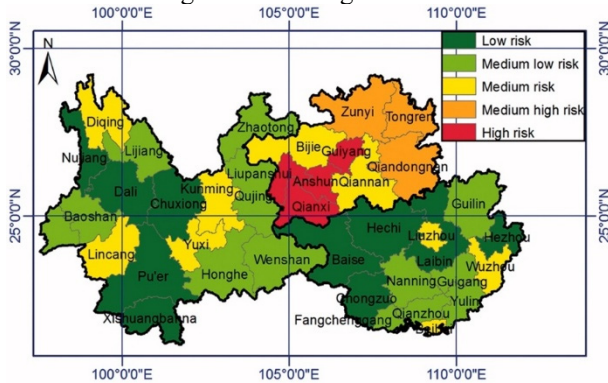 100°0'0"E 105°0'0"E 110°0'0"E
30°0'0"N
30°0'0"N
N
Low risk
Medium low risk
Medium risk
Medium high risk
High risk
Zunyi
Tongren
Diqing
Zhaotong
Bijie
Guiyang
Nujiang
Lijiang
Liupanshui
Qiandongnan
Dali
Kunming
Anshun
Qiannan
Chuxiong
Qujing
Qianxi
Guilin
Baoshan
25°0'0"N
25°0'0"N
Hechi
Liuzhou
Hezhou
Lincang
Yuxi
Wenshan
Baise
Laibin
Wuzhou
Pu'er
Honghe
Nanning
Guigang
Chongzuo
Yulin
Xishuangbanna
Fangchenggang
Qianzhou
100°0'0"E 105°0'0"E 110°0'0"E